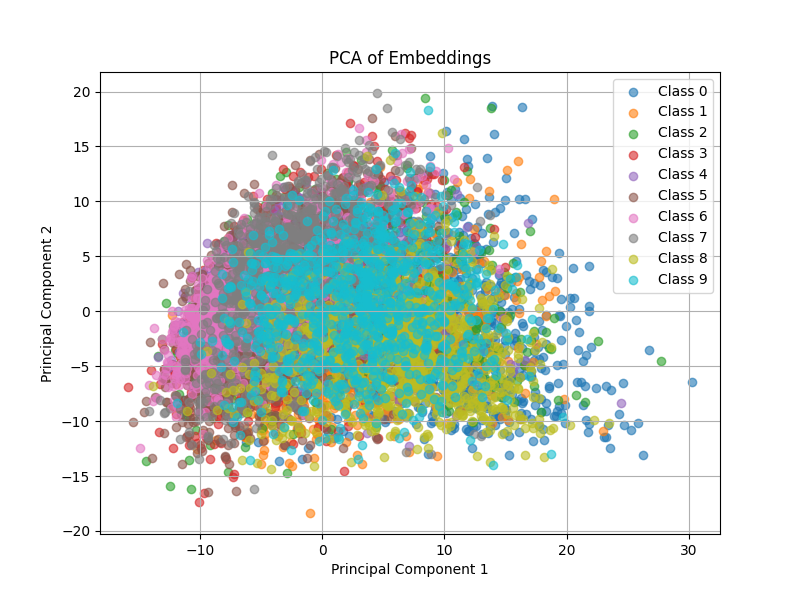 PCA of Embeddings
Class 0
Class 1
Class 2
Class 3
Class 4
Class 5
Class 6
Class 7
Class 8
Class 9
20
15
10
5
0
−5
−10
−15
−20
Principal Component 2
−10
0
10
20
30
Principal Component 1